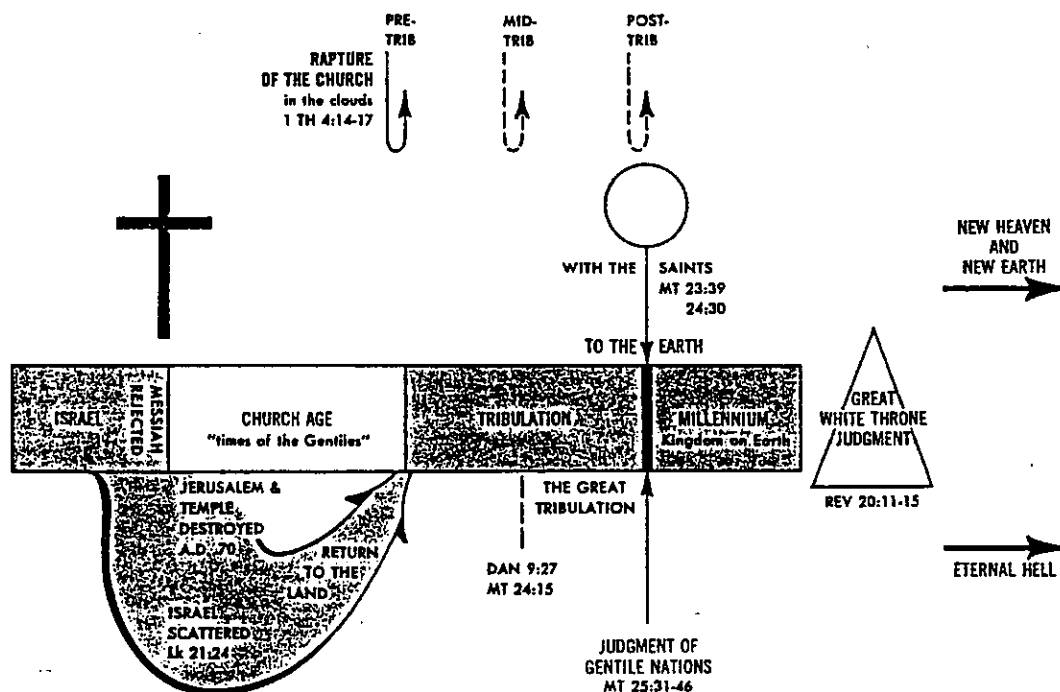 PRE-
TRIB
MID-
TRIB
POST-
TRIB
RAPTURE
OF THE CHURCH
in the clouds
1 TH 4:14-17
WITH THE SAINTS
MT 23:39
24:30
TO THE EARTH
NEW HEAVEN
AND
NEW EARTH
ISRAEL
MESSIAH
REJECTED
CHURCH AGE
"times of the Gentiles"
TRIBULATION
MILLENNIUM
Kingdom on Earth
GREAT
WHITE THRONE
JUDGMENT
REV 20:11-15
JERUSALEM &
TEMPLE
DESTROYED
A.D. 70
RETURN
TO THE
LAND
ISRAEL
SCATTERED
Lk 21:24
THE GREAT
TRIBULATION
DAN 9:27
MT 24:15
JUDGMENT OF
GENTILE NATIONS
MT 25:31-46
ETERNAL HELL